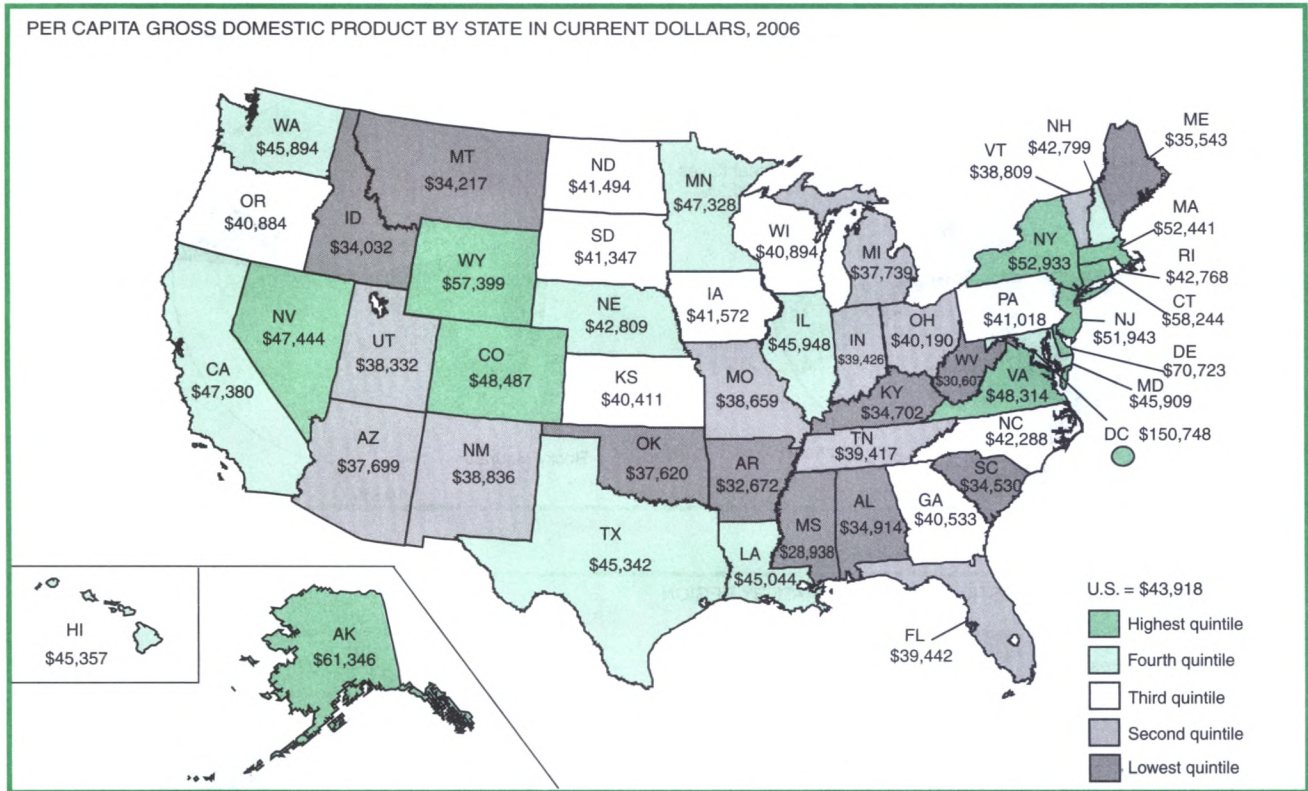 PER CAPITA GROSS DOMESTIC PRODUCT BY STATE IN CURRENT DOLLARS, 2006
WA
$45,894
OR
$40,884
CA
$47,380
NV
$47,444
ID
$34,032
MT
$34,217
WY
$57,399
UT
$38,332
CO
$48,487
AZ
$37,699
NM
$38,836
ND
$41,494
SD
$41,347
NE
$42,809
KS
$40,411
OK
$37,620
TX
$45,342
MN
$47,328
IA
$41,572
MO
$38,659
AR
$32,672
LA
$45,044
WI
$40,894
IL
$45,948
MI
$37,739
IN
$39,426
OH
$40,190
KY
$34,702
TN
$39,417
MS
$28,938
AL
$34,914
GA
$40,533
FL
$39,442
SC
$34,530
NC
$42,288
VA
$48,314
WV
$30,607
PA
$41,018
NY
$52,933
VT
$38,809
NH
$42,799
ME
$35,543
MA
$52,441
RI
$42,768
CT
$58,244
NJ
$51,943
DE
$70,723
MD
$45,909
DC $150,748
HI
$45,357
AK
$61,346
U.S. = $43,918
Highest quintile
Fourth quintile
Third quintile
Second quintile
Lowest quintile